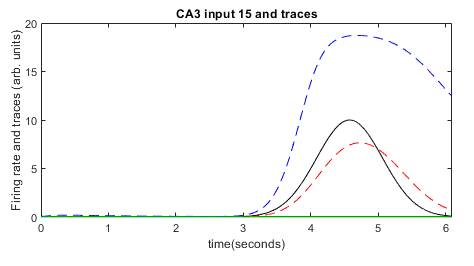 CA3 input 15 and traces
Firing rate and traces (arb. units)
20
15
10
5
0
0 1 2 3 4 5 6
time(seconds)